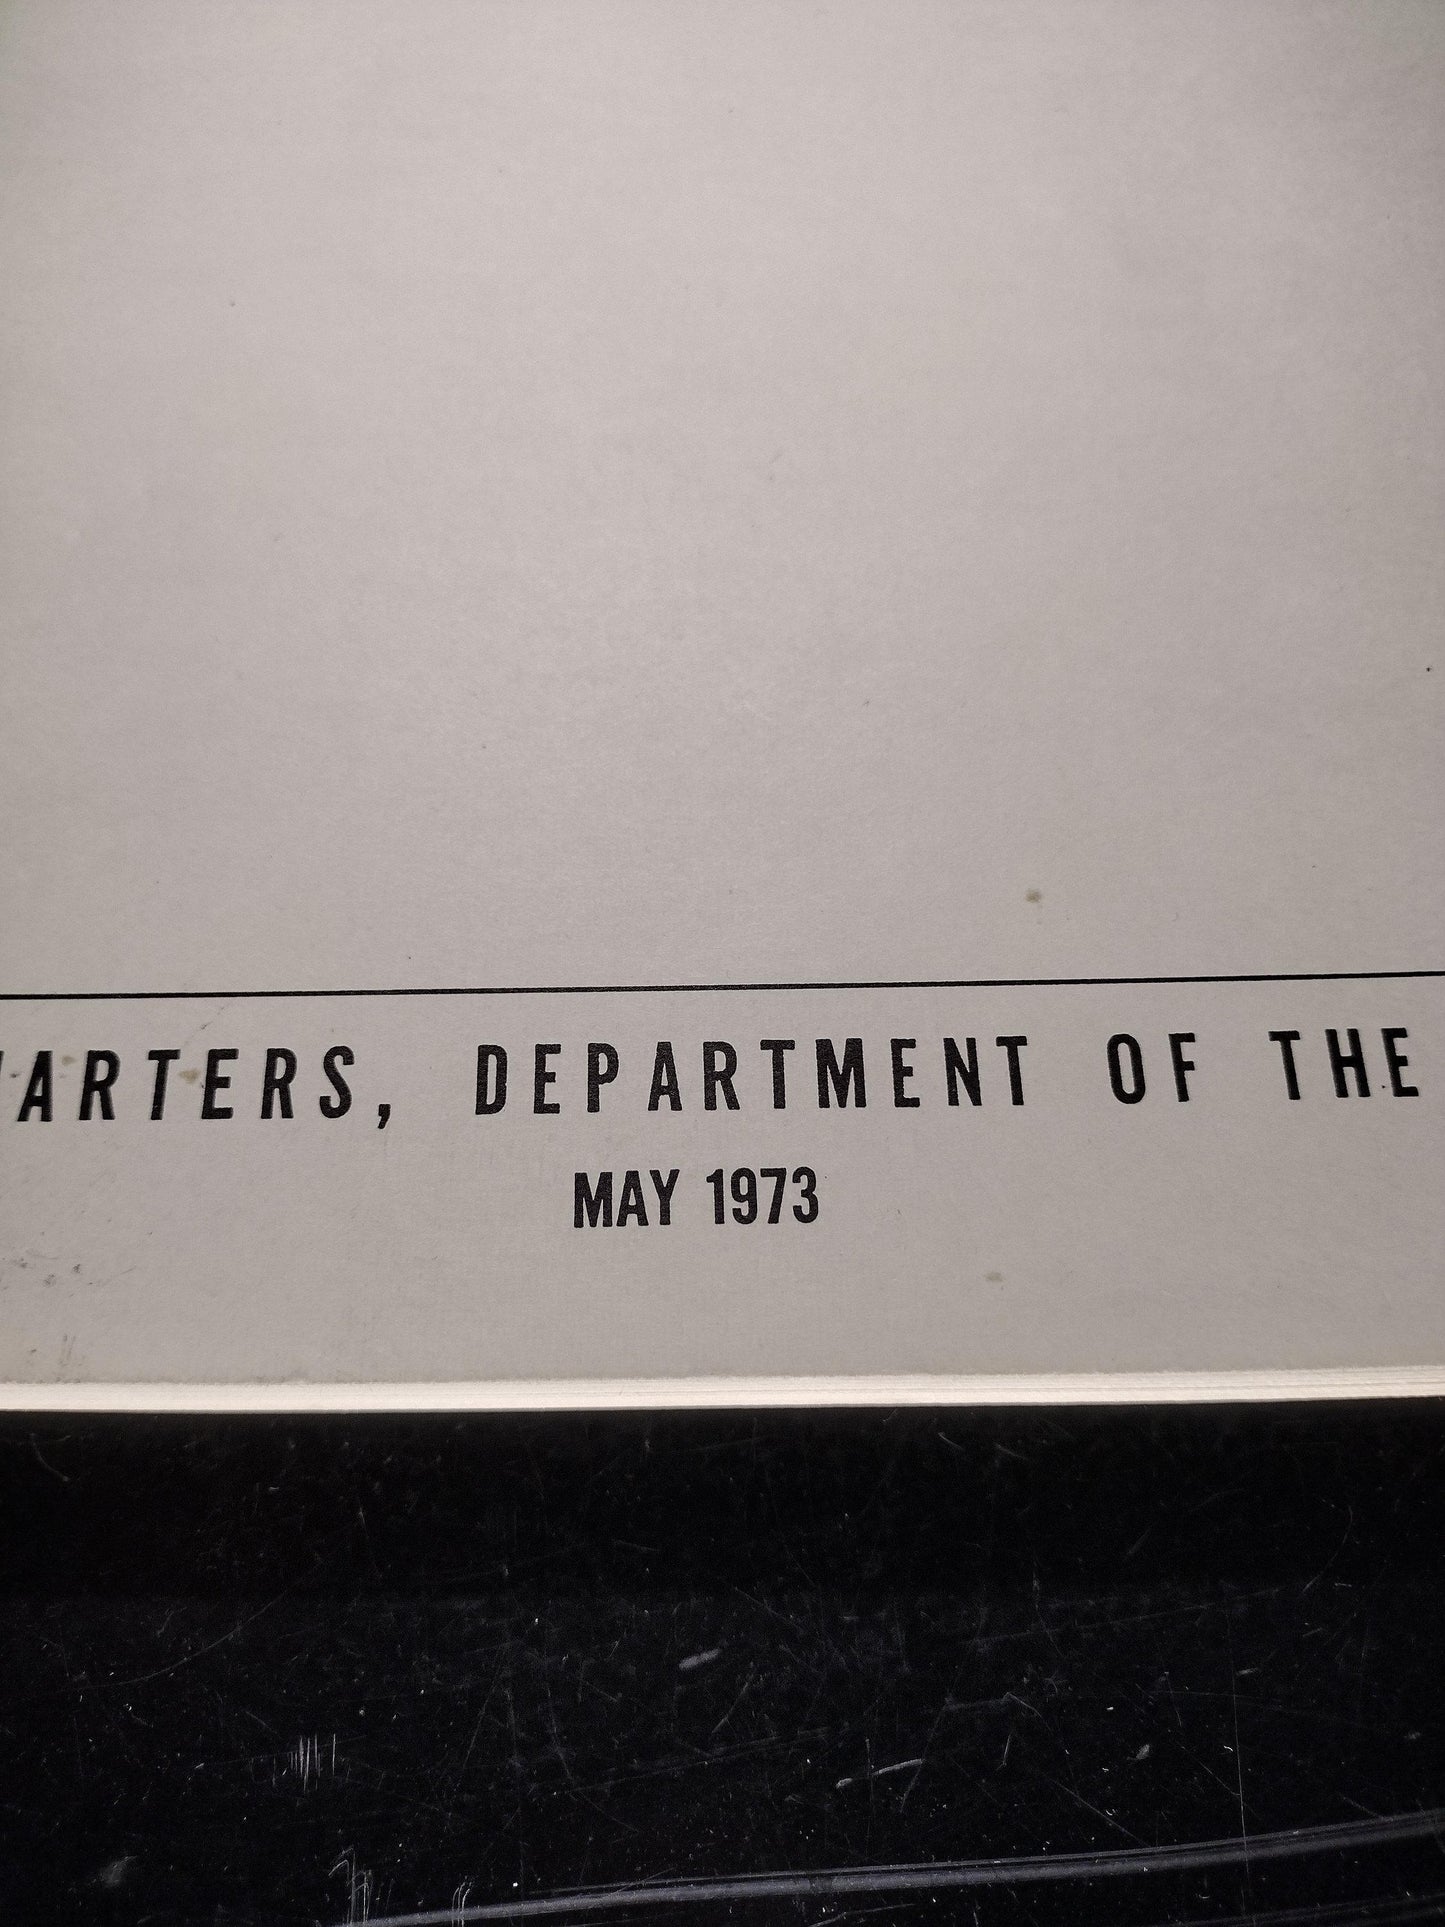 ARTERS, DEPARTMENT OF THE
MAY 1973